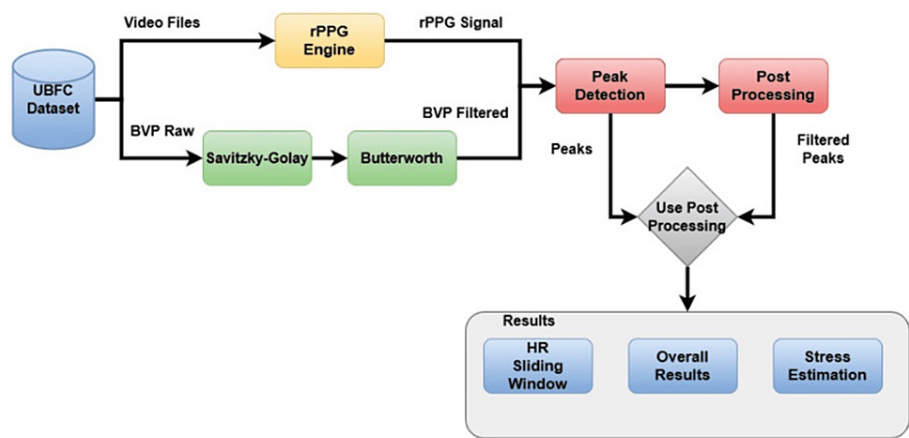 Video Files
rPPG
Engine
rPPG Signal
UBFC
Dataset
BVP Raw
Savitzky-Golay
Butterworth
BVP Filtered
Peak
Detection
Post
Processing
Peaks
Filtered
Peaks
Use Post
Processing
Results
HR
Sliding
Window
Overall
Results
Stress
Estimation